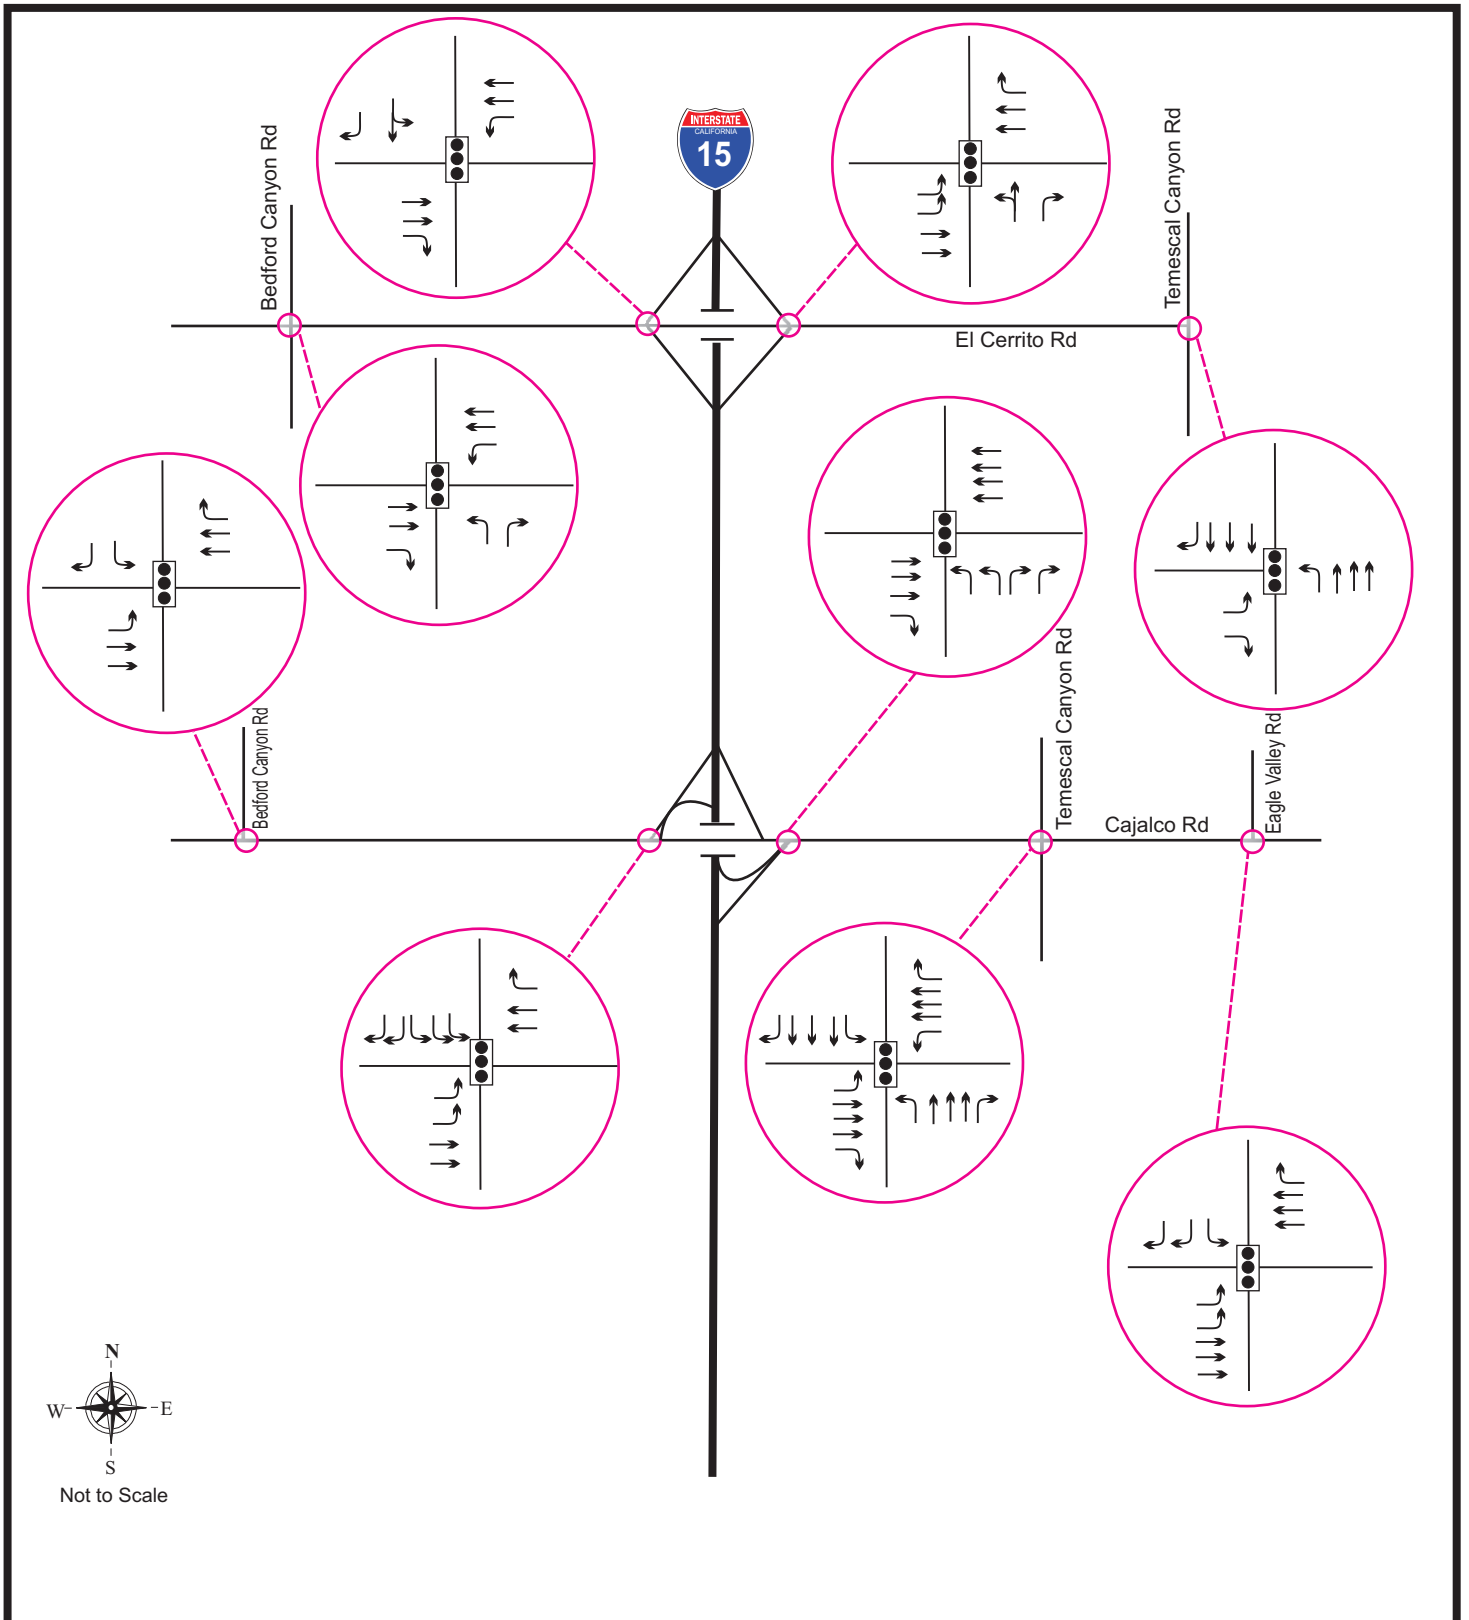 INTERSTATE
CALIFORNIA
15
Bedford Canyon Rd
Temescal Canyon Rd
El Cerrito Rd
Bedford Canyon Rd
Temescal Canyon Rd
Cajalco Rd
Eagle Valley Rd
N
W
E
S
Not to Scale